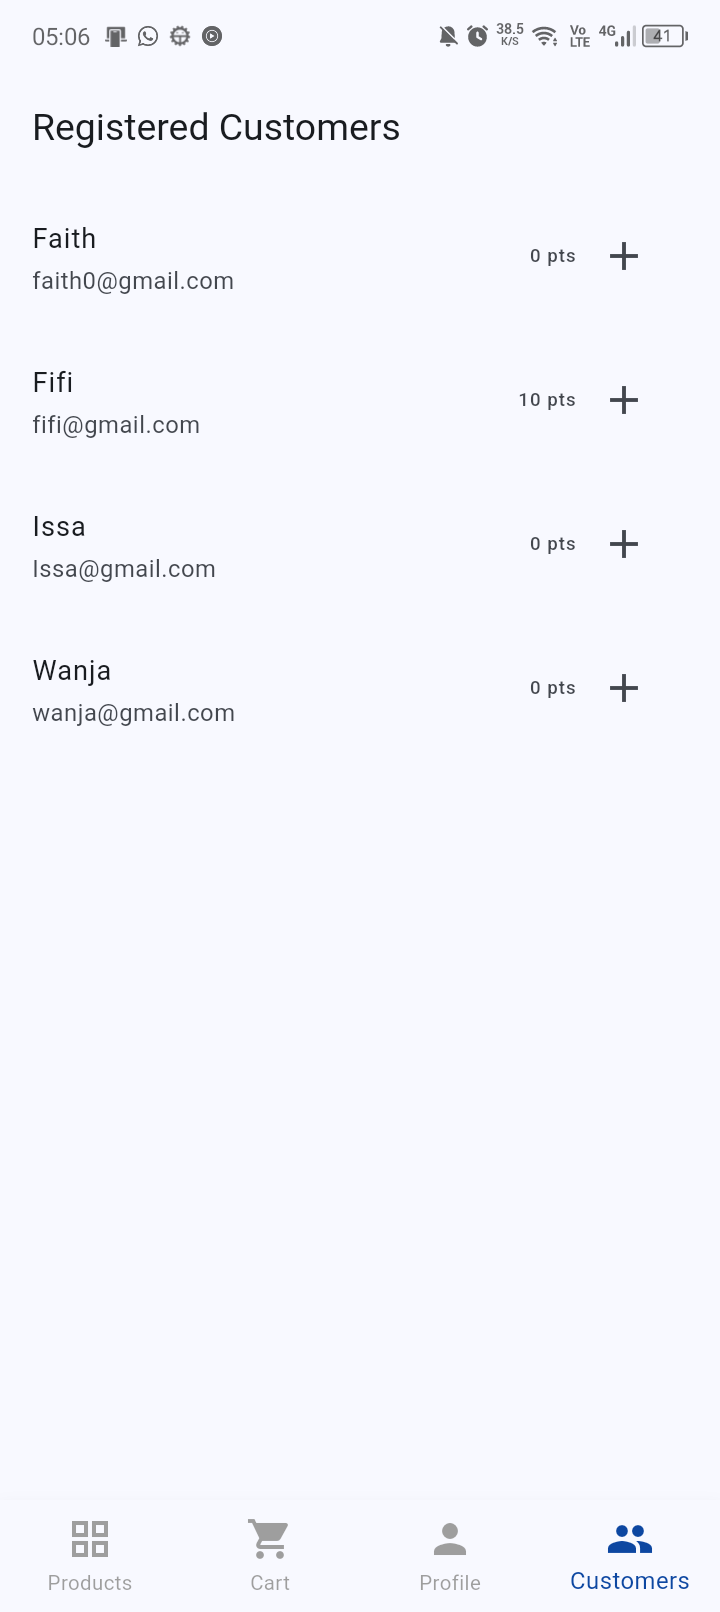 05:06 38.5 K/S Vo LTE 4G 41
Registered Customers
Faith
faith0@gmail.com
0 pts
Fifi
fifi@gmail.com
10 pts
Issa
Issa@gmail.com
0 pts
Wanja
wanja@gmail.com
0 pts
Products Cart Profile Customers